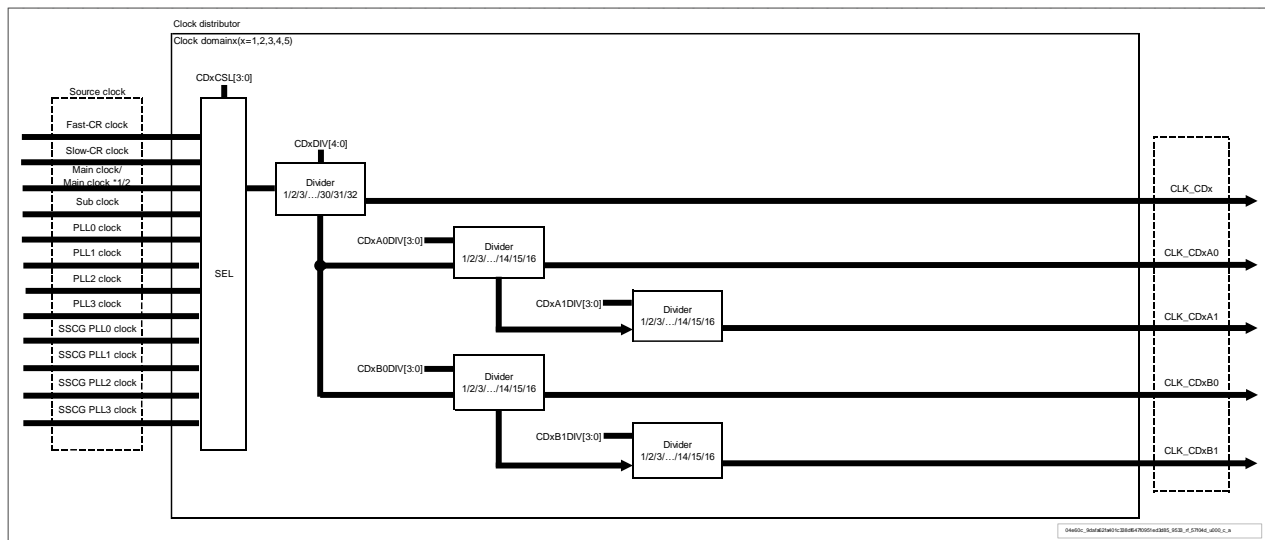 Clock distributor
Clock domainx(x=1,2,3,4,5)
CDxCSL[3:0]
Source clock
Fast-CR clock
Slow-CR clock
Main clock/
Main clock *1/2
Sub clock
PLL0 clock
PLL1 clock
PLL2 clock
PLL3 clock
SSCG PLL0 clock
SSCG PLL1 clock
SSCG PLL2 clock
SSCG PLL3 clock
SEL
CDxDIV[4:0]
Divider
1/2/3/.../30/31/32
CLK_CDx
CDxA0DIV[3:0]
Divider
1/2/3/.../14/15/16
CLK_CDxA0
CDxA1DIV[3:0]
Divider
1/2/3/.../14/15/16
CLK_CDxA1
CDxB0DIV[3:0]
Divider
1/2/3/.../14/15/16
CLK_CDxB0
CDxB1DIV[3:0]
Divider
1/2/3/.../14/15/16
CLK_CDxB1